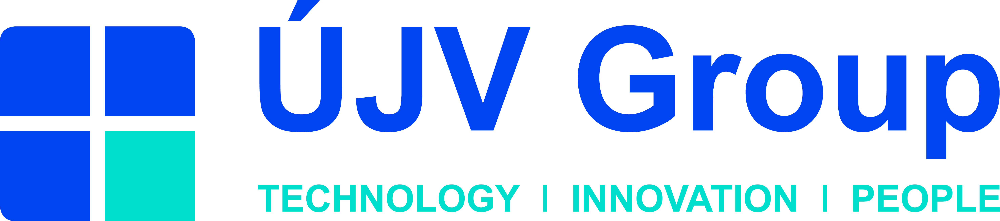 ÚJV Group
TECHNOLOGY | INNOVATION | PEOPLE